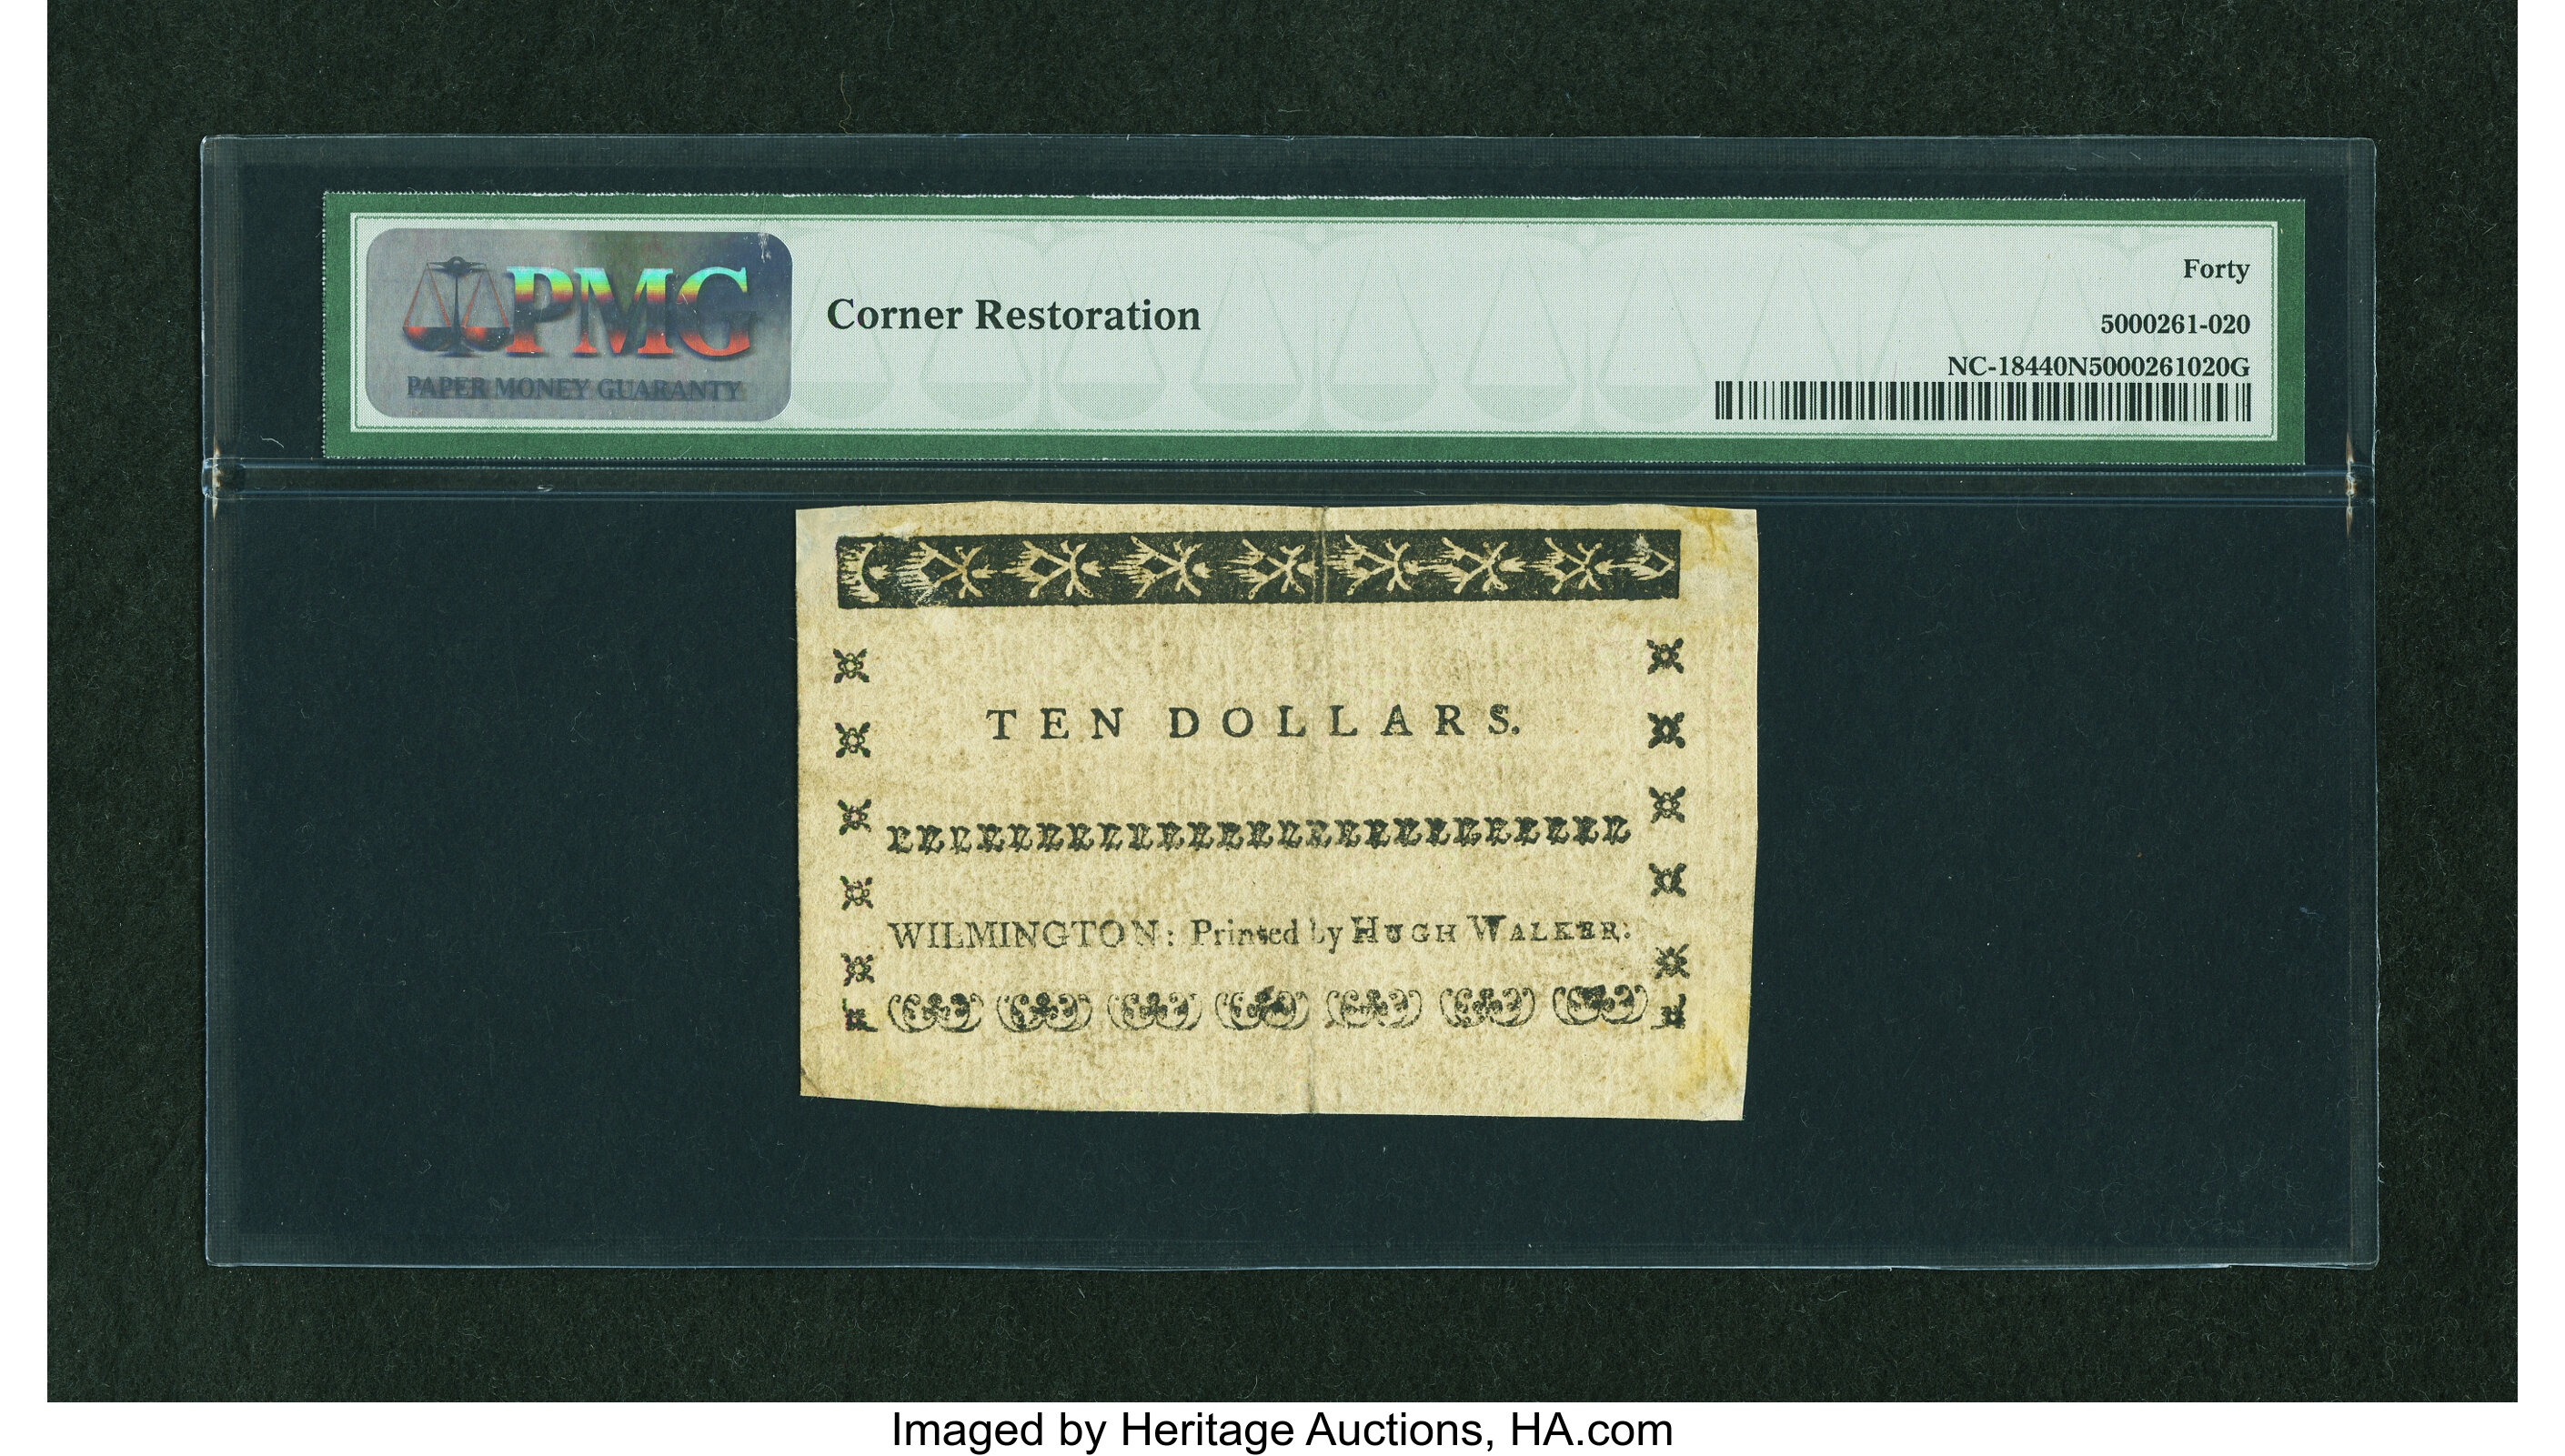 PMG
PAPER MONEY GUARANTY
Corner Restoration
Forty
5000261-020
NC-18440N5000261020G
TEN DOLLARS.
WILMINGTON: Printed by HUGH WALKER.
Imaged by Heritage Auctions, HA.com